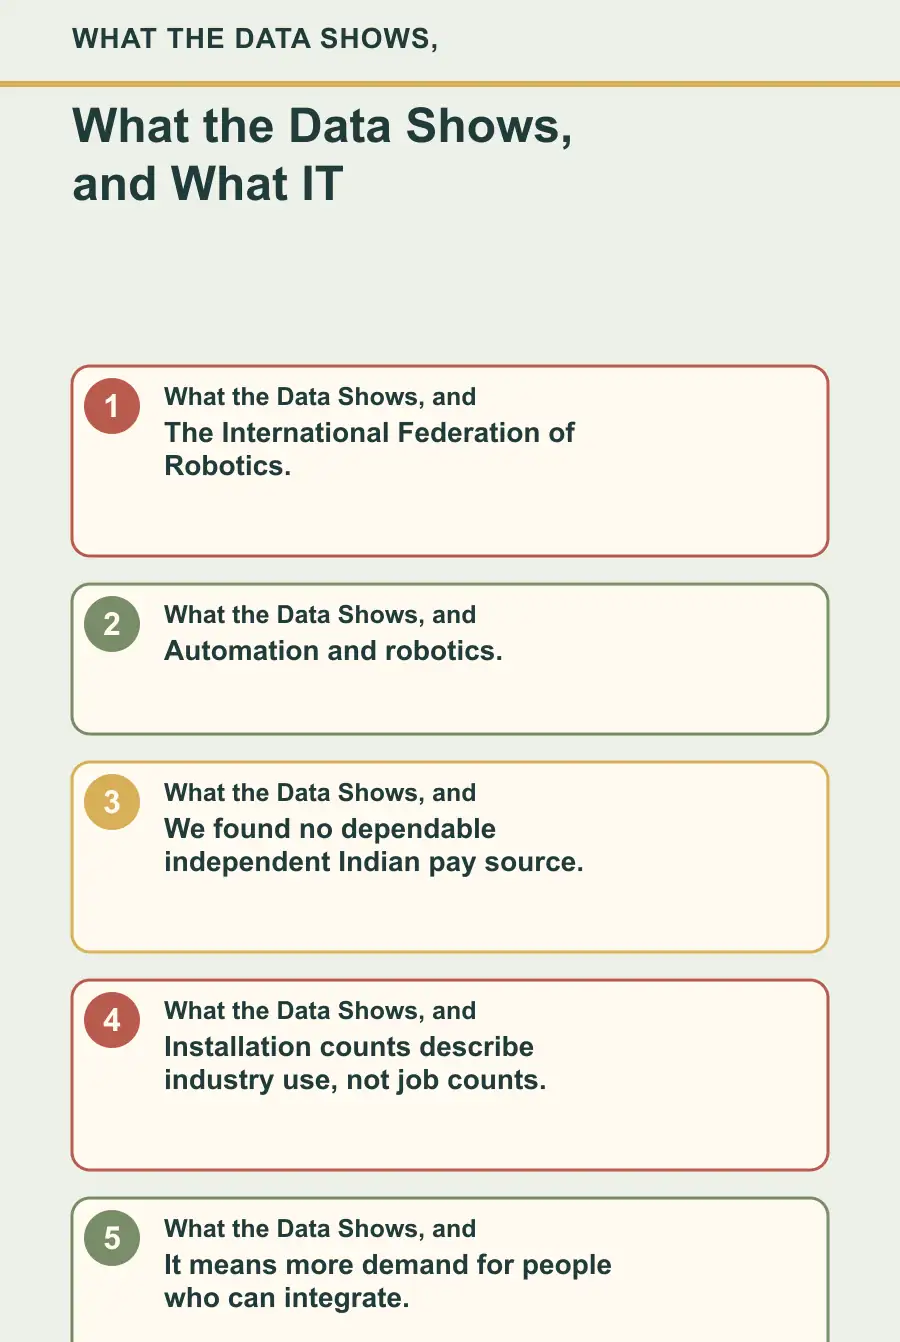 WHAT THE DATA SHOWS,
What the Data Shows,
and What IT
1
What the Data Shows, and
The International Federation of
Robotics.
2
What the Data Shows, and
Automation and robotics.
3
What the Data Shows, and
We found no dependable
independent Indian pay source.
4
What the Data Shows, and
Installation counts describe
industry use, not job counts.
5
What the Data Shows, and
It means more demand for people
who can integrate.